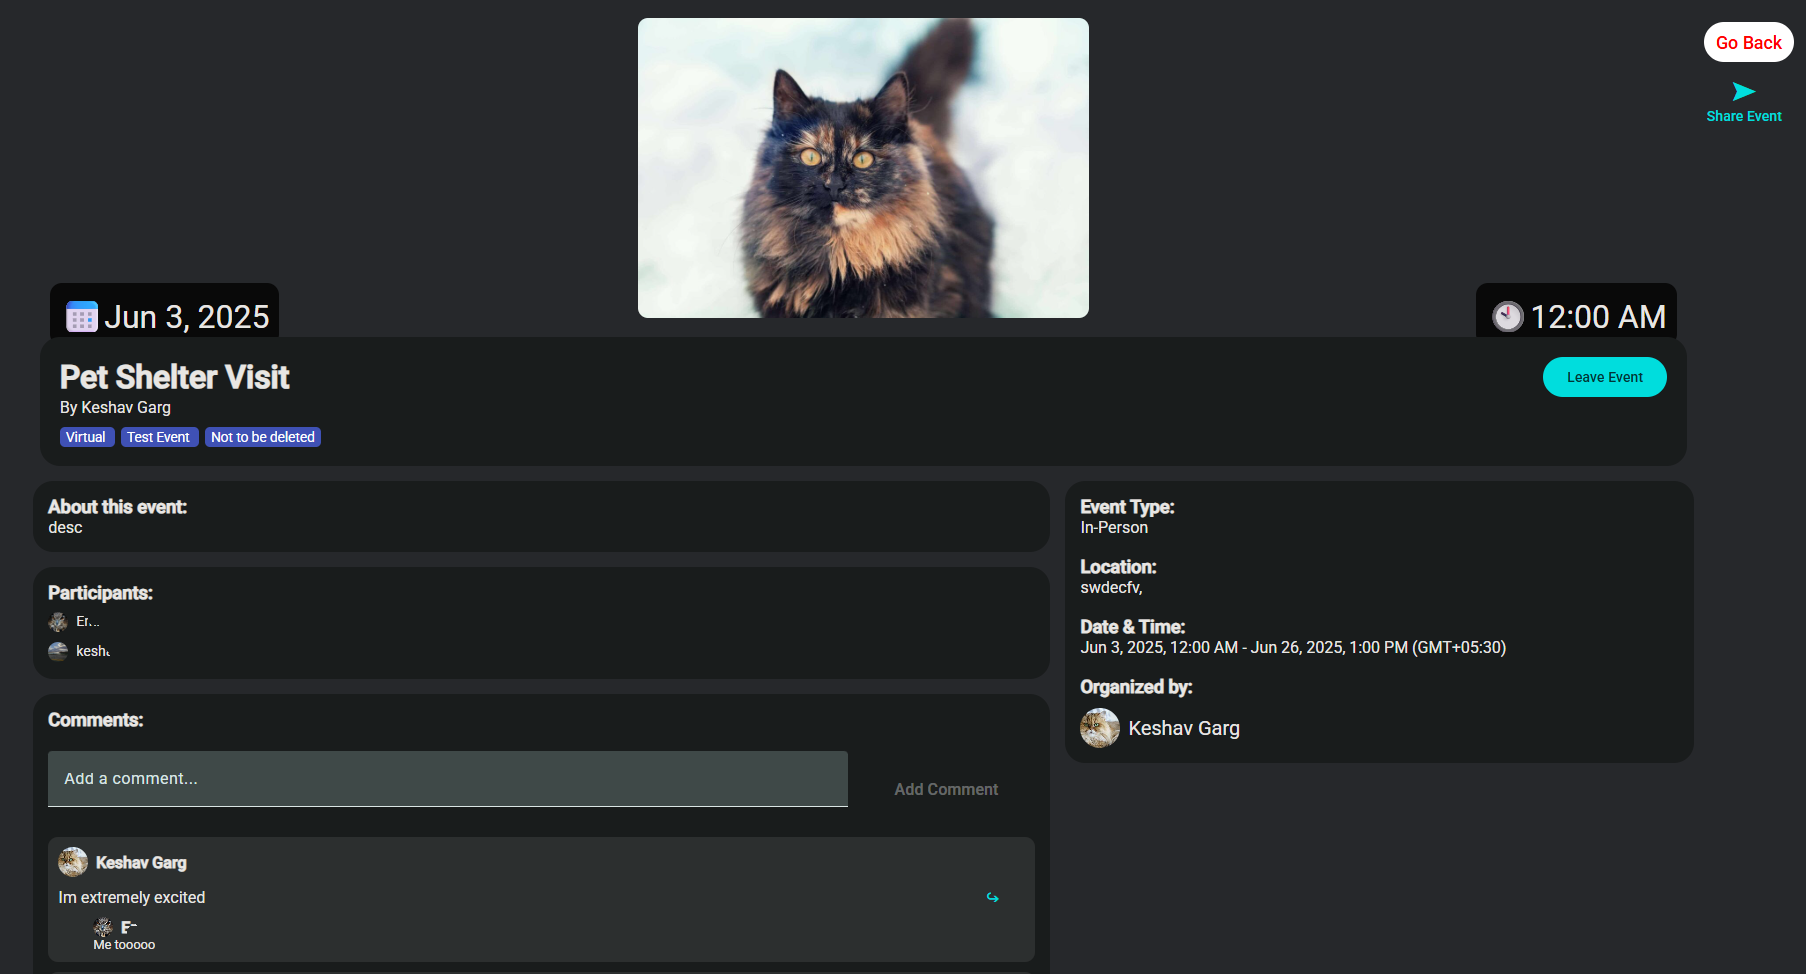 Go Back
Share Event
Jun 3, 2025
12:00 AM
Pet Shelter Visit
Leave Event
By Keshav Garg
Virtual Test Event Not to be deleted
About this event:
desc
Participants:
Comments:
Add a comment...
Add Comment
Keshav Garg
Im extremely excited
Me tooooo
Event Type:
In-Person
Location:
swdecfv,
Date & Time:
Jun 3, 2025, 12:00 AM - Jun 26, 2025, 1:00 PM (GMT+05:30)
Organized by:
Keshav Garg